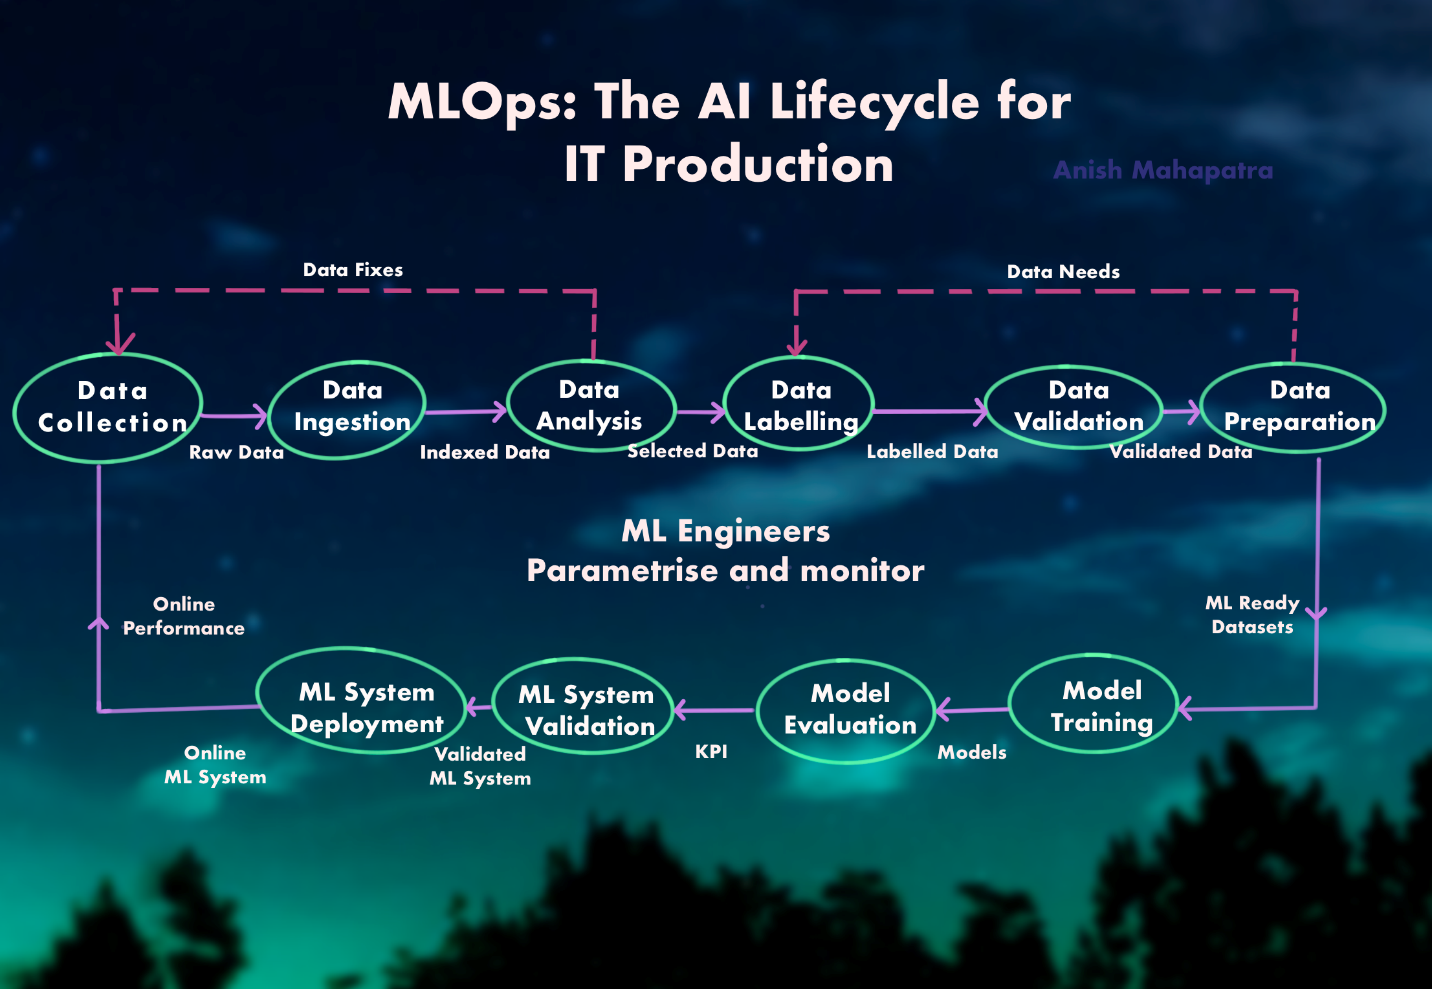 MLOps: The AI Lifecycle for
IT Production
Anish Mahapatra
Data Fixes
Data Needs
Data
Collection
Data
Ingestion
Data
Analysis
Data
Labelling
Data
Validation
Data
Preparation
Raw Data
Indexed Data
Selected Data
Labelled Data
Validated Data
ML Engineers
Parametrise and monitor
Online
Performance
ML Ready
Datasets
ML System
Deployment
ML System
Validation
Model
Evaluation
Model
Training
Online
ML System
Validated
ML System
KPI
Models